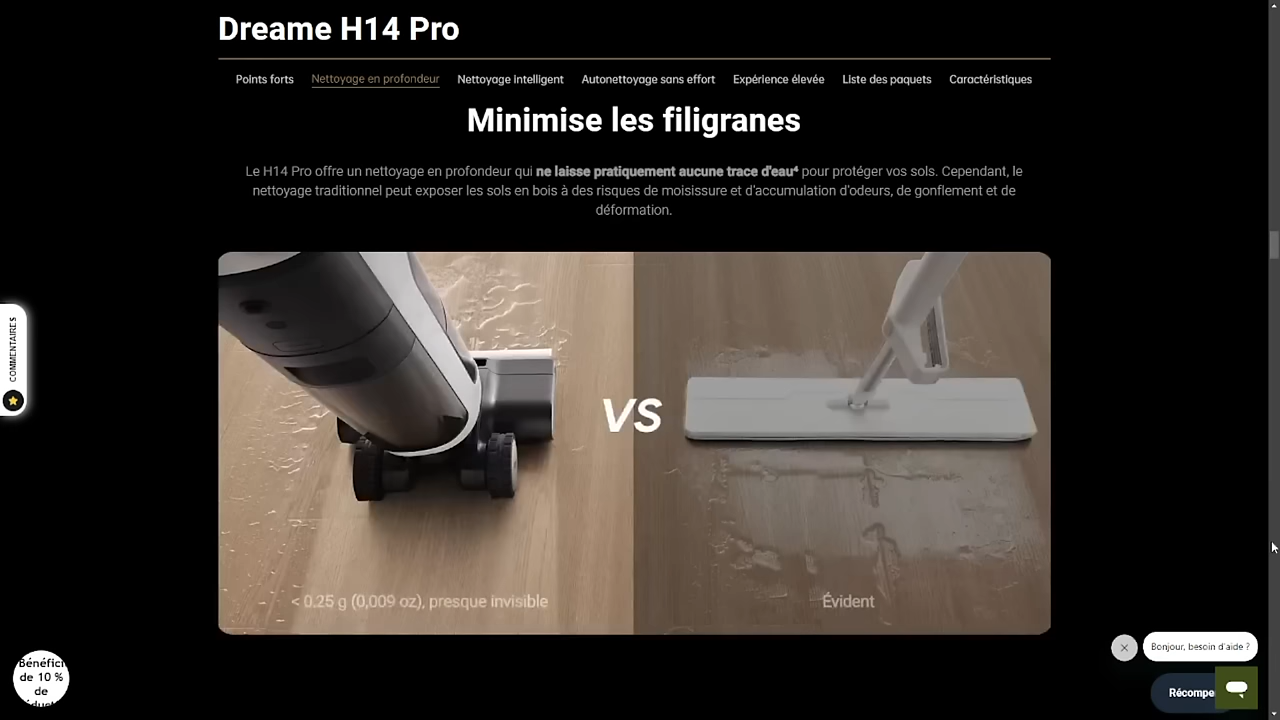 Dreame H14 Pro
Points forts Nettoyage en profondeur Nettoyage intelligent Autonettoyage sans effort Expérience élevée Liste des paquets Caractéristiques
Minimise les filigranes
Le H14 Pro offre un nettoyage en profondeur qui ne laisse pratiquement aucune trace d'eau⁴ pour protéger vos sols. Cependant, le
nettoyage traditionnel peut exposer les sols en bois à des risques de moisissure et d'accumulation d'odeurs, de gonflement et de
déformation.
COMMENTAIRES
VS
< 0.25 g (0,009 oz), presque invisible
Évident
Bonjour, besoin d'aide ?
de 10 %
de